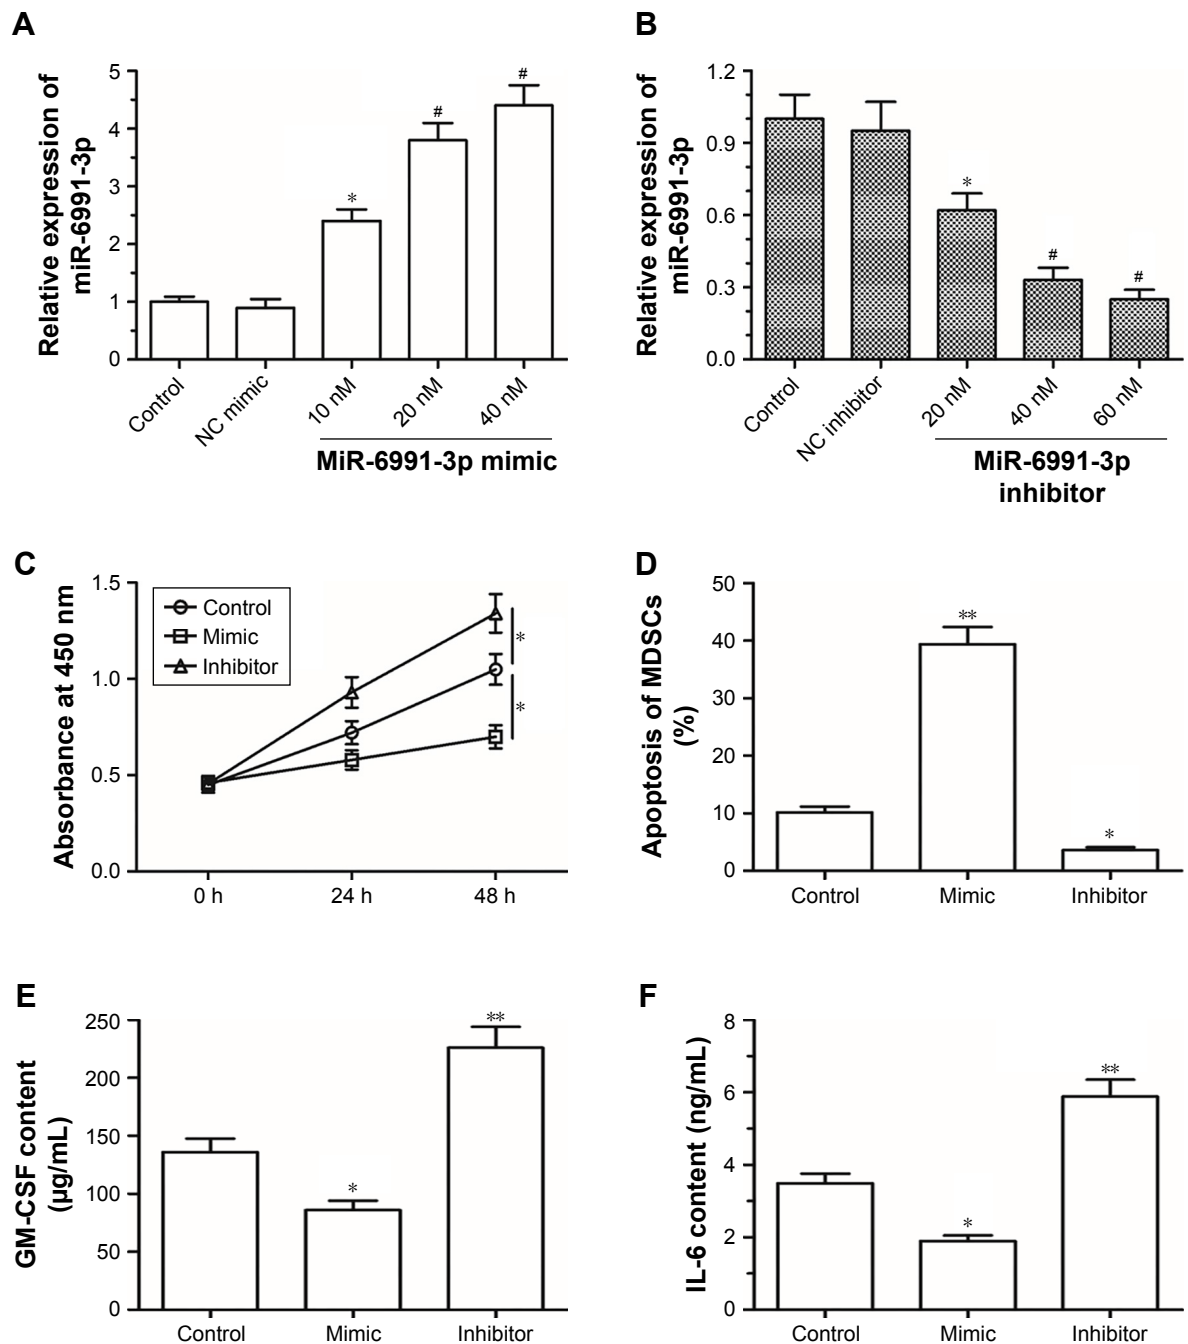 A
Relative expression of
miR-6991-3p
5
4
3
2
1
0
*
#
#
Control
NC mimic
10 nM
20 nM
40 nM
MiR-6991-3p mimic
B
Relative expression of
miR-6991-3p
1.2
0.9
0.6
0.3
0.0
*
#
#
Control
NC inhibitor
20 nM
40 nM
60 nM
MiR-6991-3p
inhibitor
C
Absorbance at 450 nm
1.5
1.0
0.5
0.0
Control
Mimic
Inhibitor
*
*
0 h
24 h
48 h
D
Apoptosis of MDSCs
(%)
50
40
30
20
10
0
**
*
Control
Mimic
Inhibitor
E
GM-CSF content
(µg/mL)
250
200
150
100
50
0
*
**
Control
Mimic
Inhibitor
F
IL-6 content (ng/mL)
8
6
4
2
0
*
**
Control
Mimic
Inhibitor